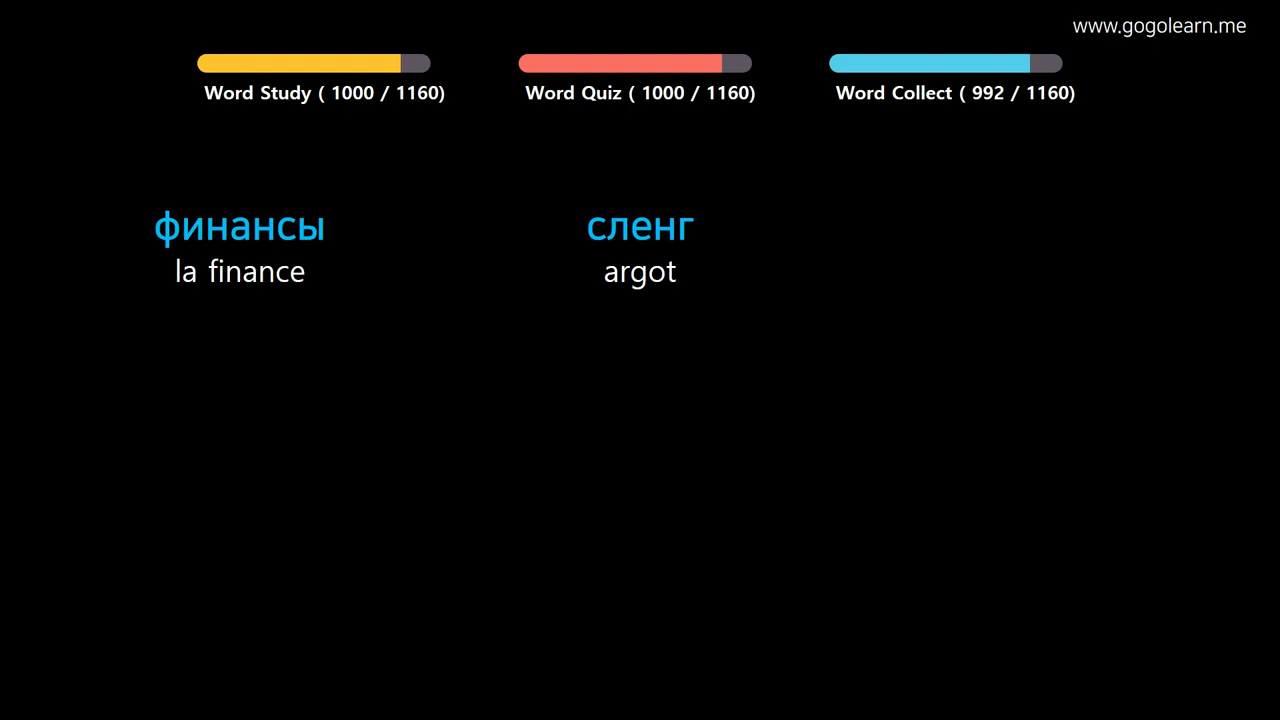 www.gogolearn.me
Word Study ( 1000 / 1160)
Word Quiz ( 1000 / 1160)
Word Collect ( 992 / 1160)
финансы
la finance
сленг
argot